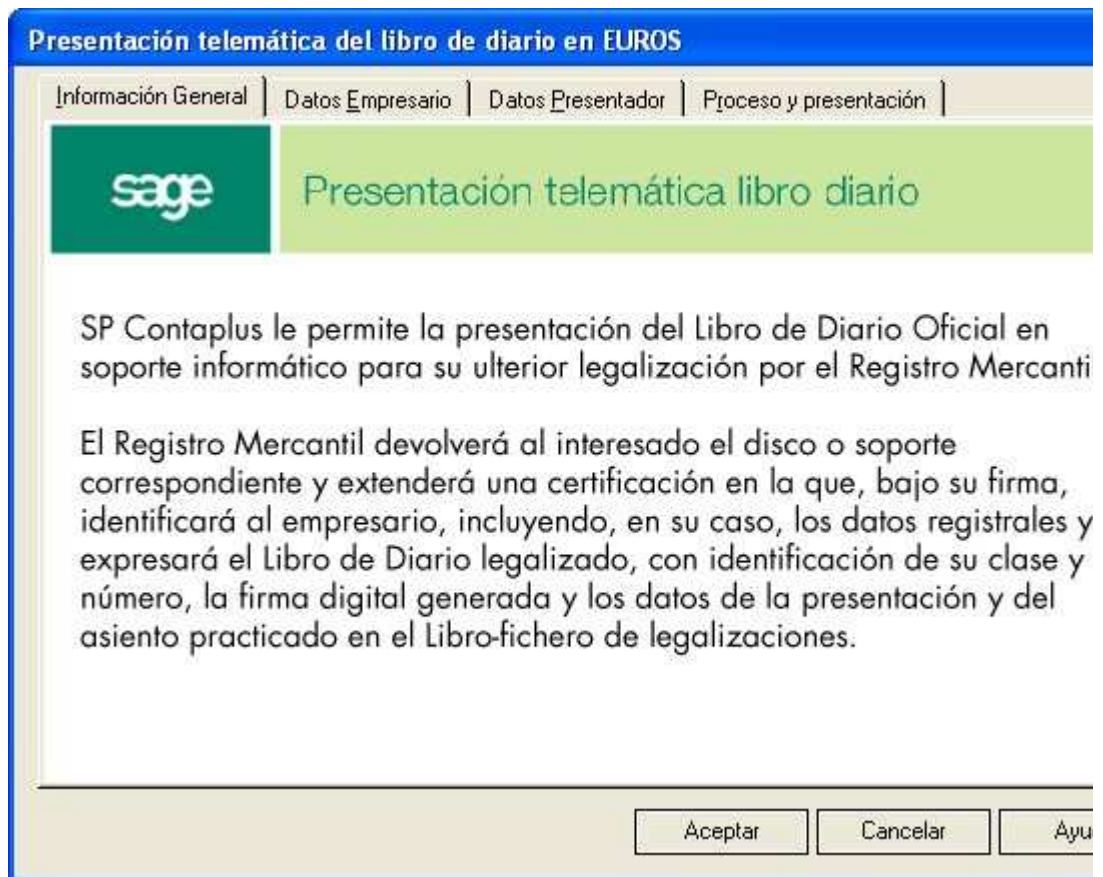 Presentación telemática del libro de diario en EUROS
Información General
Datos Empresario
Datos Presentador
Proceso y presentación
sage
Presentación telemática libro diario
SP Contaplus le permite la presentación del Libro de Diario Oficial en
soporte informático para su ulterior legalización por el Registro Mercanti
El Registro Mercantil devolverá al interesado el disco o soporte
correspondiente y extenderá una certificación en la que, bajo su firma,
identificará al empresario, incluyendo, en su caso, los datos registrales y
expresará el Libro de Diario legalizado, con identificación de su clase y
número, la firma digital generada y los datos de la presentación y del
asiento practicado en el Libro-fichero de legalizaciones.
Aceptar
Cancelar
Ayu